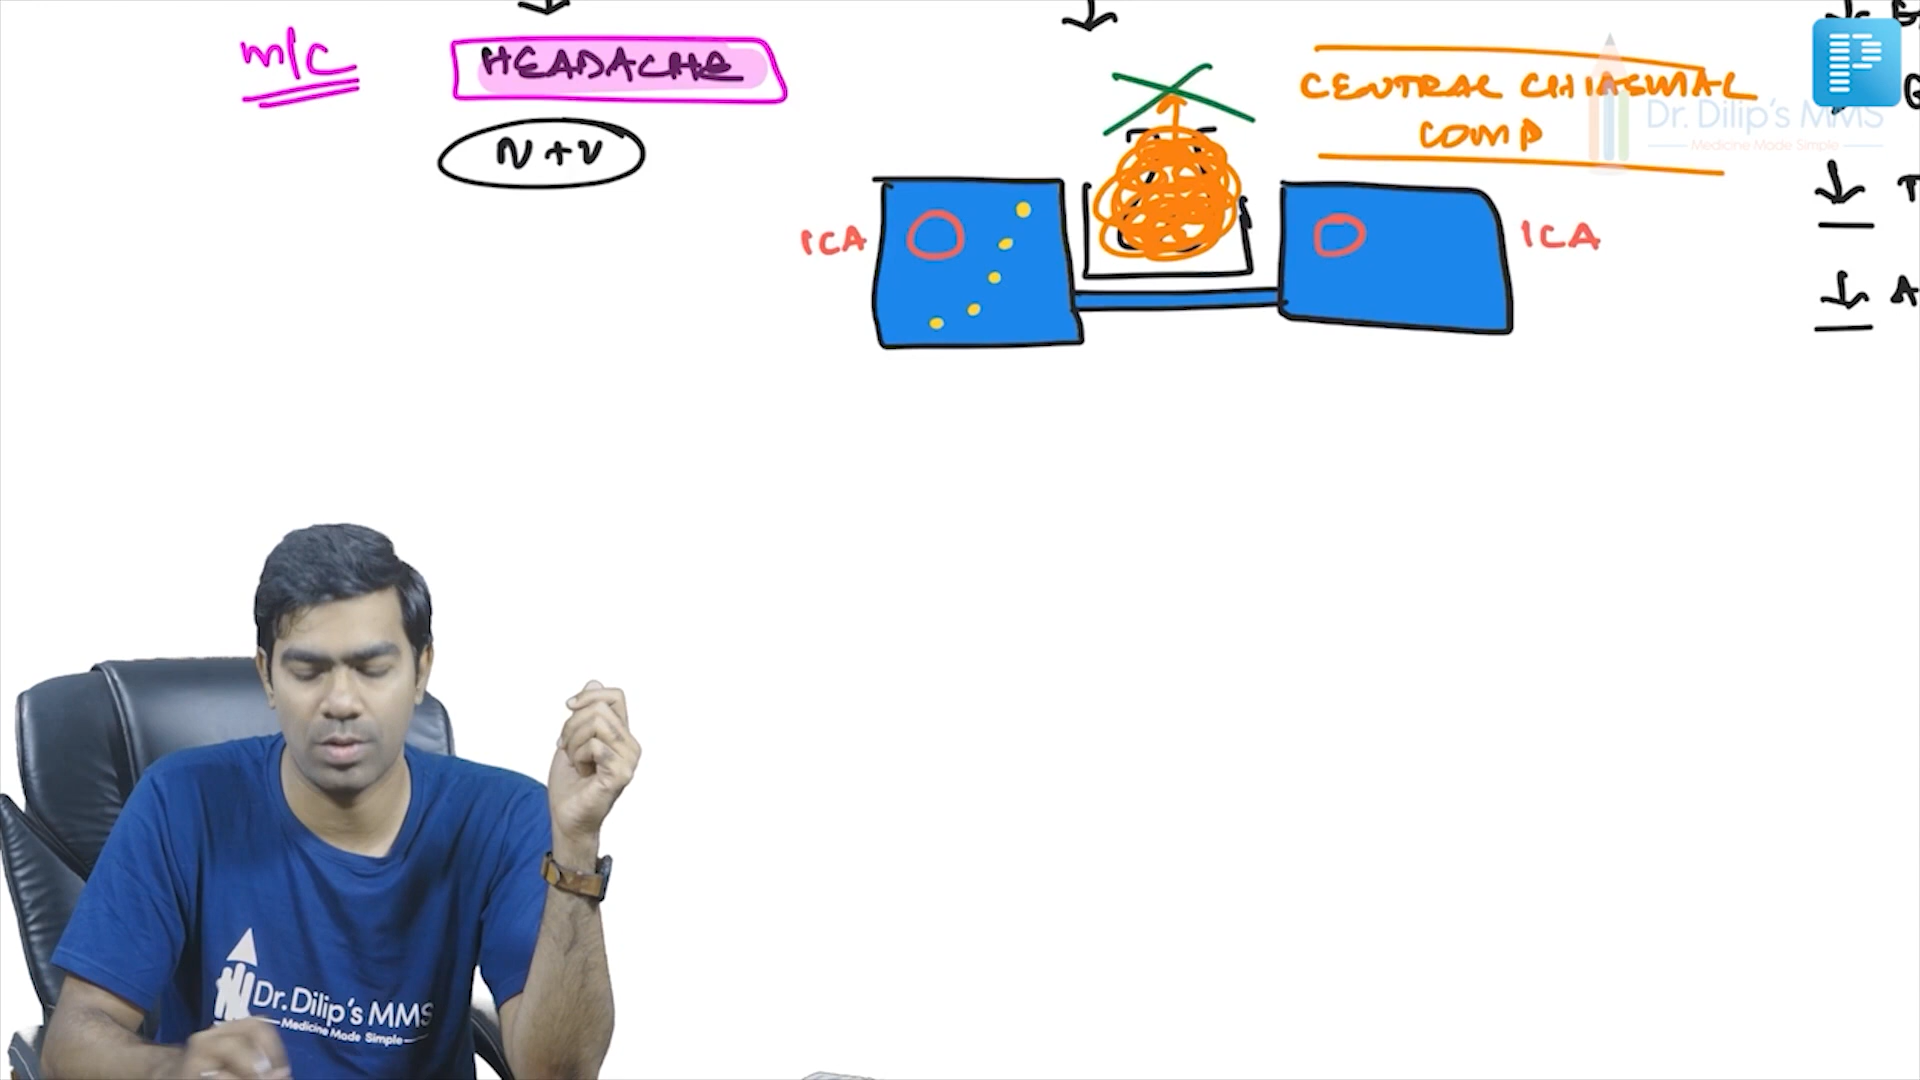 m/c
HEADACHE
N+V
CENTRAL CHIASMAL
COMP
ICA
ICA
G
T
A
P
Dr. Dilip's MMS
Medicine Made Simple
Dr. Dilip's MMS
Medicine Made Simple